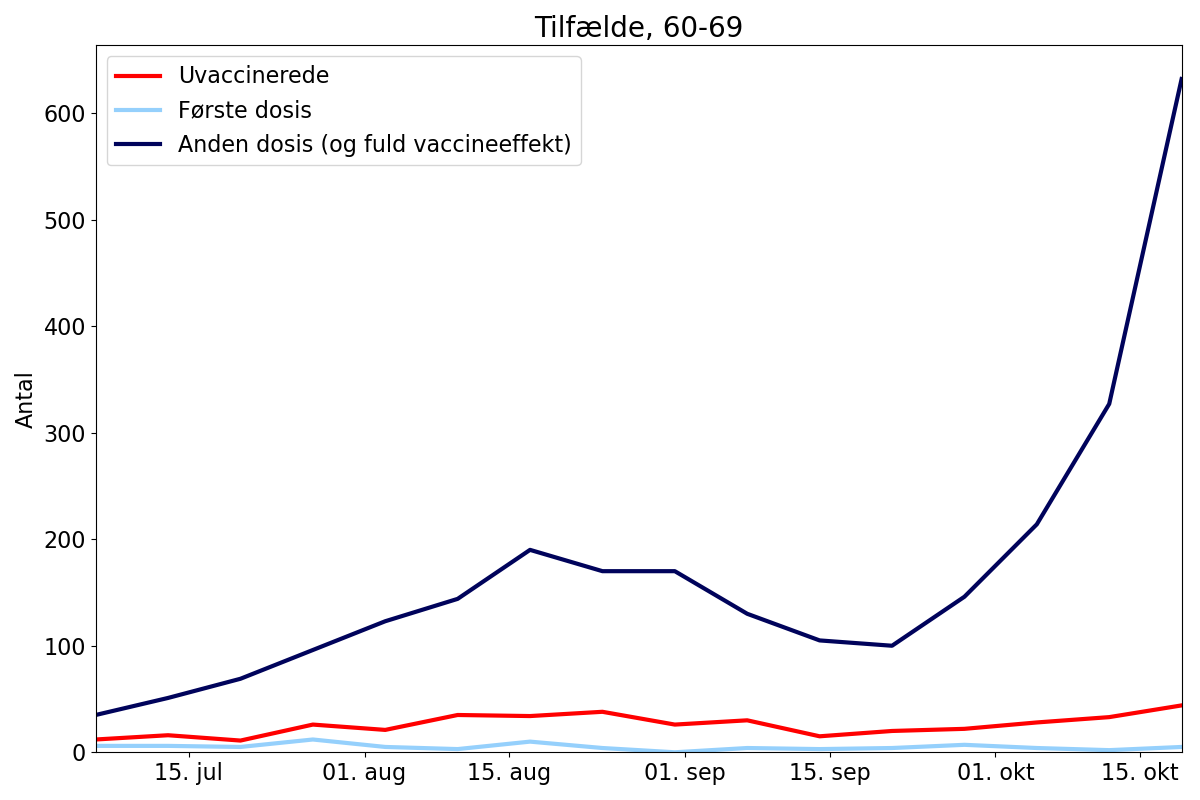 Tilfælde, 60-69
Uvaccinerede
Første dosis
Anden dosis (og fuld vaccineeffekt)
Antal
600
500
400
300
200
100
0
15. jul
01. aug
15. aug
01. sep
15. sep
01. okt
15. okt